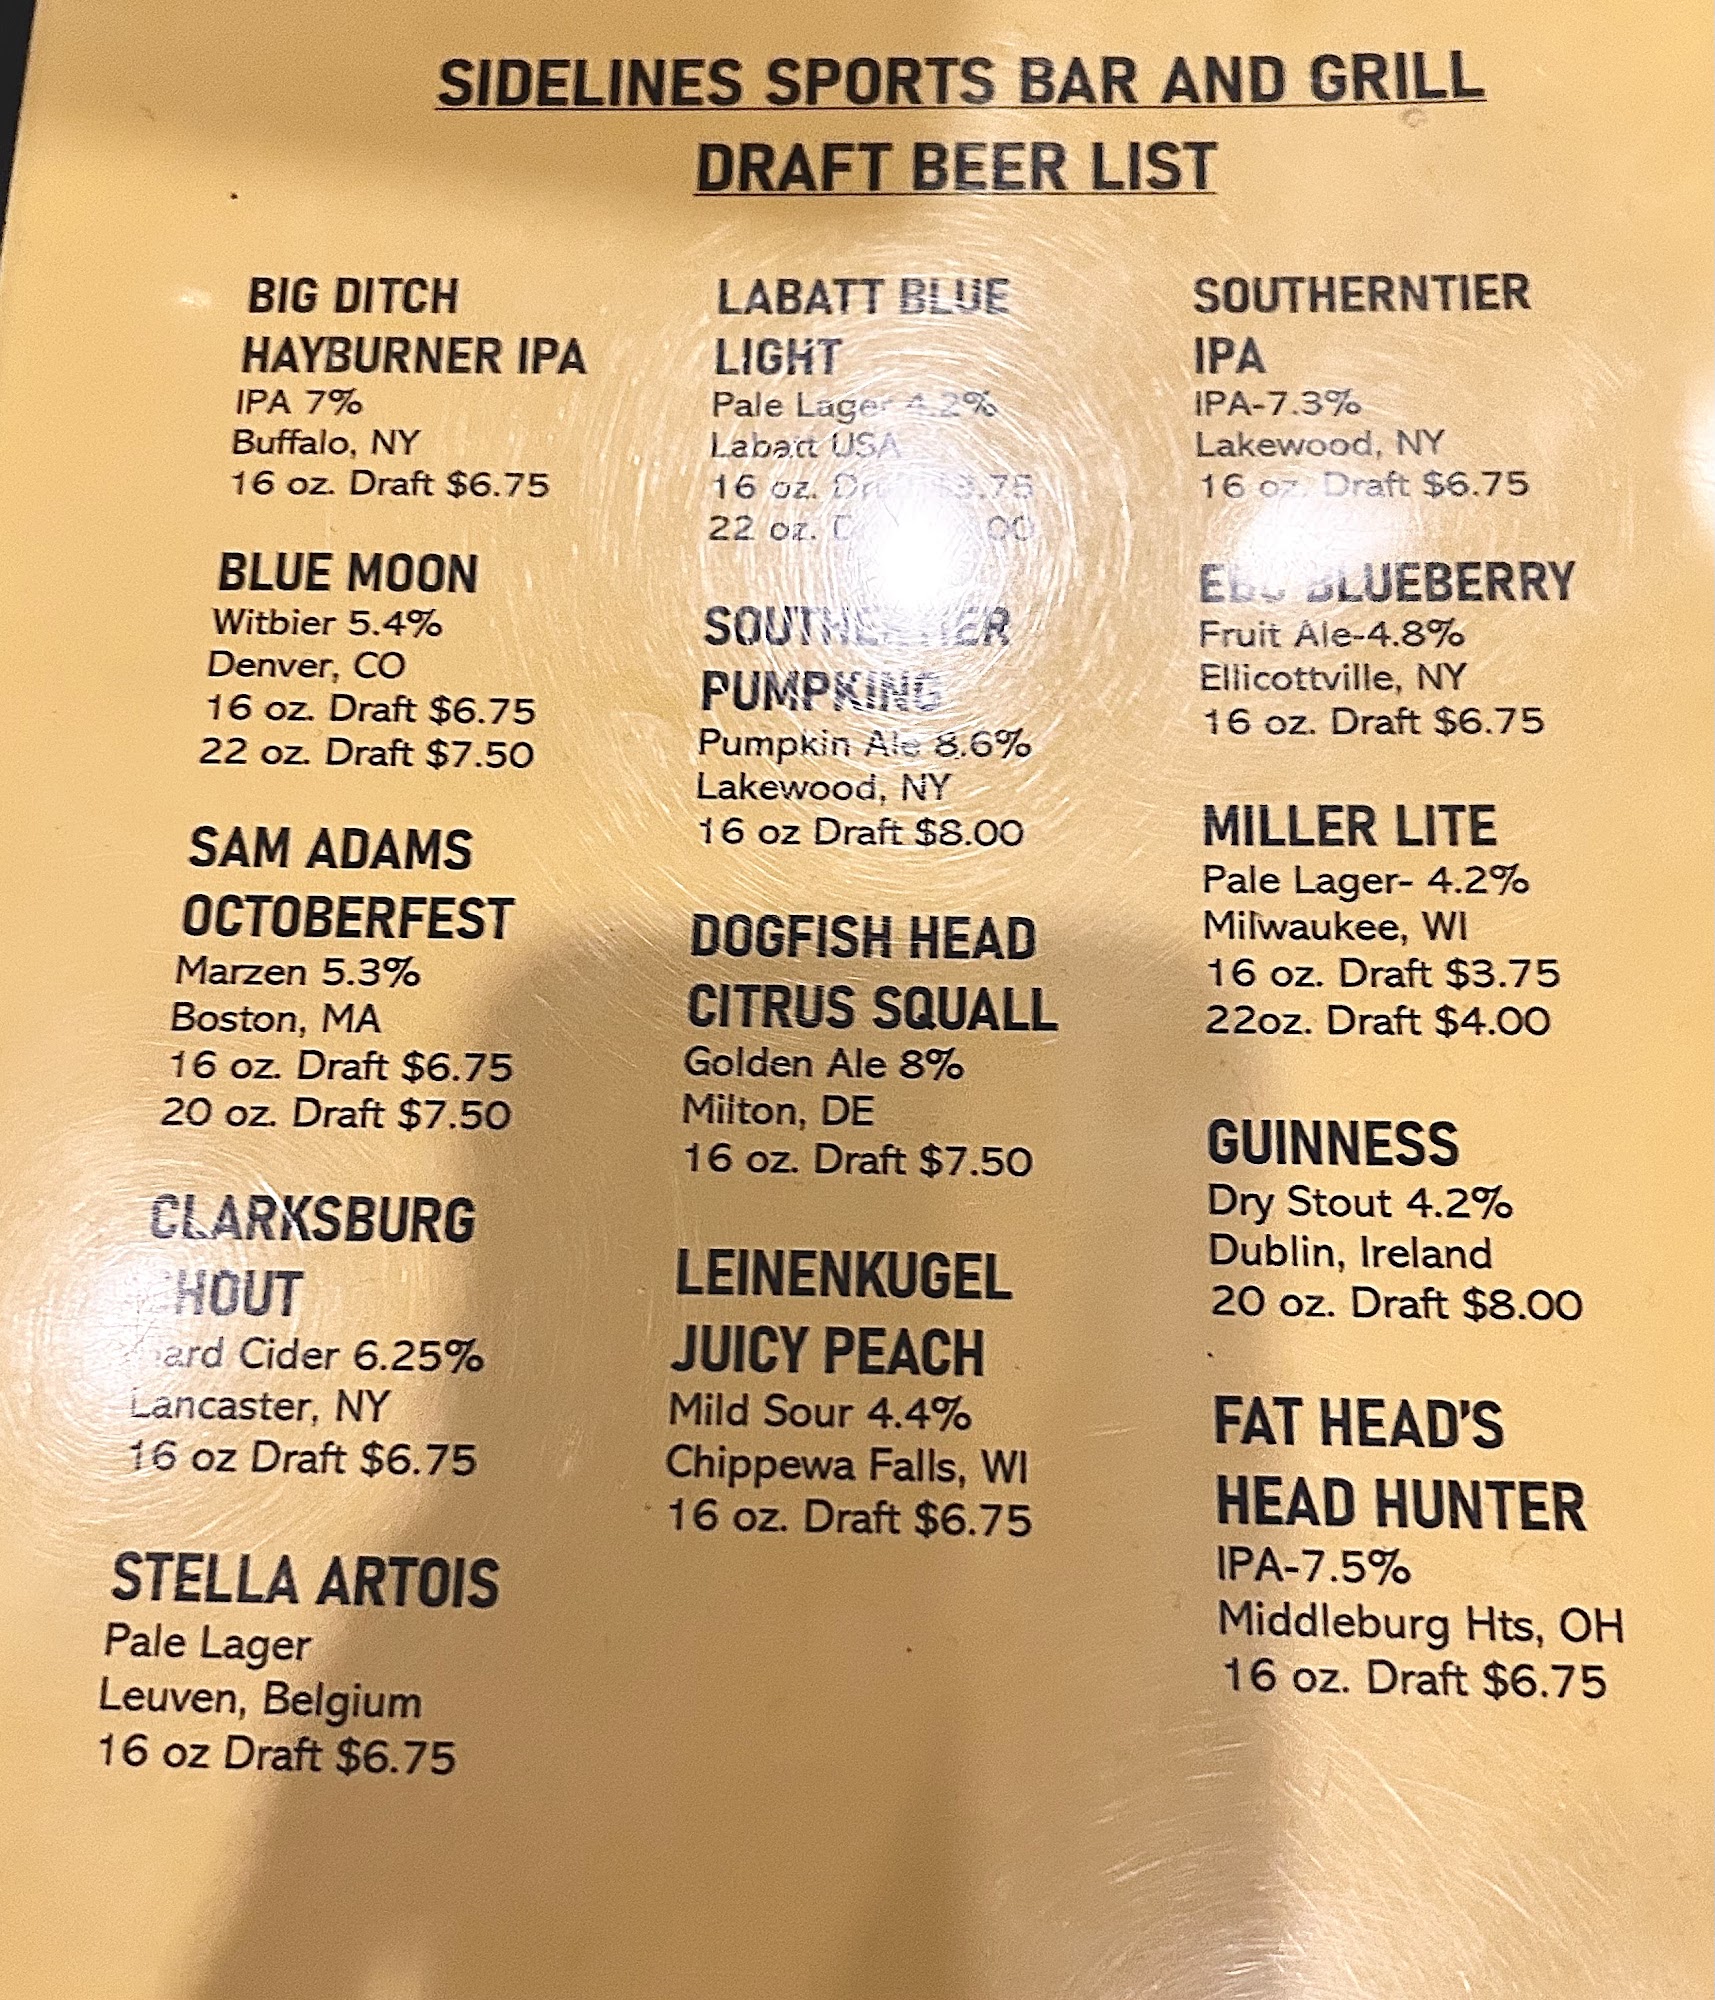 SIDELINES SPORTS BAR AND GRILL
DRAFT BEER LIST
BIG DITCH
HAYBURNER IPA
IPA 7%
Buffalo, NY
16 oz. Draft $6.75
BLUE MOON
Witbier 5.4%
Denver, CO
16 oz. Draft $6.75
22 oz. Draft $7.50
SAM ADAMS
OCTOBERFEST
Marzen 5.3%
Boston, MA
16 oz. Draft $6.75
20 oz. Draft $7.50
CLARKSBURG
Cider 6.25%
Lancaster, NY
16 oz Draft $6.75
STELLA ARTOIS
Pale Lager
Leuven, Belgium
16 oz Draft $6.75
LABATT BLUE
LIGHT
Pale Lager 4.2%
Labatt USA
16 oz.
22 oz.
SOUTHERNTIER
PUMPKING
Pumpkin Ale 8.6%
Lakewood, NY
16 oz Draft $8.00
DOGFISH HEAD
CITRUS SQUALL
Golden Ale 8%
Milton, DE
16 oz. Draft $7.50
LEINENKUGEL
JUICY PEACH
Mild Sour 4.4%
Chippewa Falls, WI
16 oz. Draft $6.75
SOUTHERNTIER
IPA
IPA-7.3%
Lakewood, NY
16 oz. Draft $6.75
BLUEBERRY
Fruit Ale-4.8%
Ellicottville, NY
16 oz. Draft $6.75
MILLER LITE
Pale Lager- 4.2%
Milwaukee, WI
16 oz. Draft $3.75
22oz. Draft $4.00
GUINNESS
Dry Stout 4.2%
Dublin, Ireland
20 oz. Draft $8.00
FAT HEAD'S
HEAD HUNTER
IPA-7.5%
Middleburg Hts, OH
16 oz. Draft $6.75